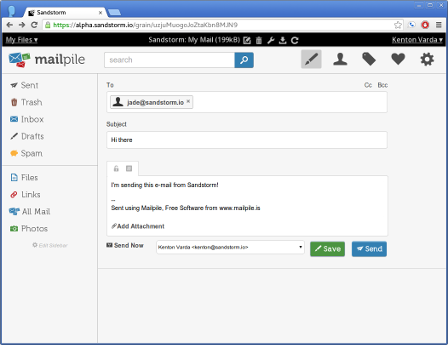 Sandstorm
https://alpha.sandstorm.io/grain/uzjuMuogoJoZtaKbn8MJN9
My Files ▾
Sandstorm: My Mail (199kB)
Kenton Varda ▾
mailpile
search
Sent
Trash
Inbox
Drafts
Spam
Files
Links
All Mail
Photos
Edit Sidebar
To
Cc
Bcc
jade@sandstorm.io
Subject
Hi there
I'm sending this e-mail from Sandstorm!
--
Sent using Mailpile, Free Software from www.mailpile.is
Add Attachment
Send Now
Kenton Varda <kenton@sandstorm.io>
Save
Send